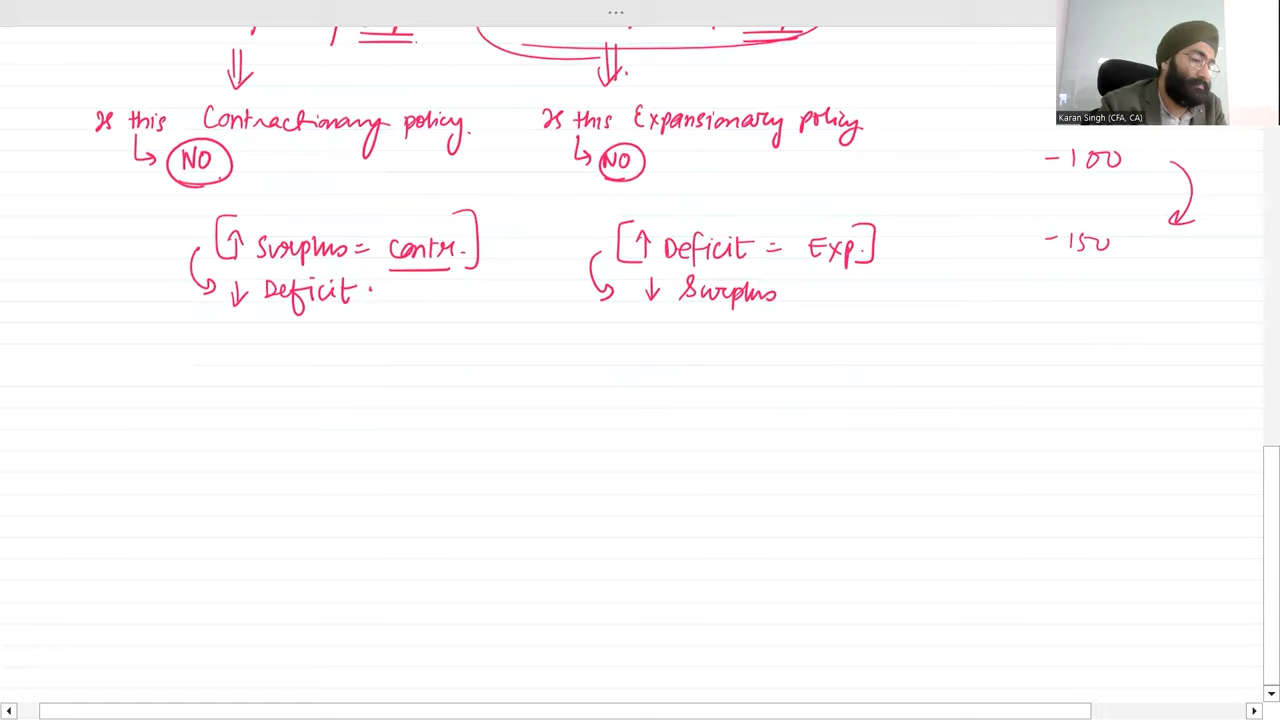 Is this Contractionary policy.
↳ NO
[↑ Surplus = Contr.]
↳ ↓ Deficit.
Is this Expansionary policy
↳ NO
[↑ Deficit = Exp.]
↳ ↓ Surplus
Karan Singh (CFA, CA)
-100
-150